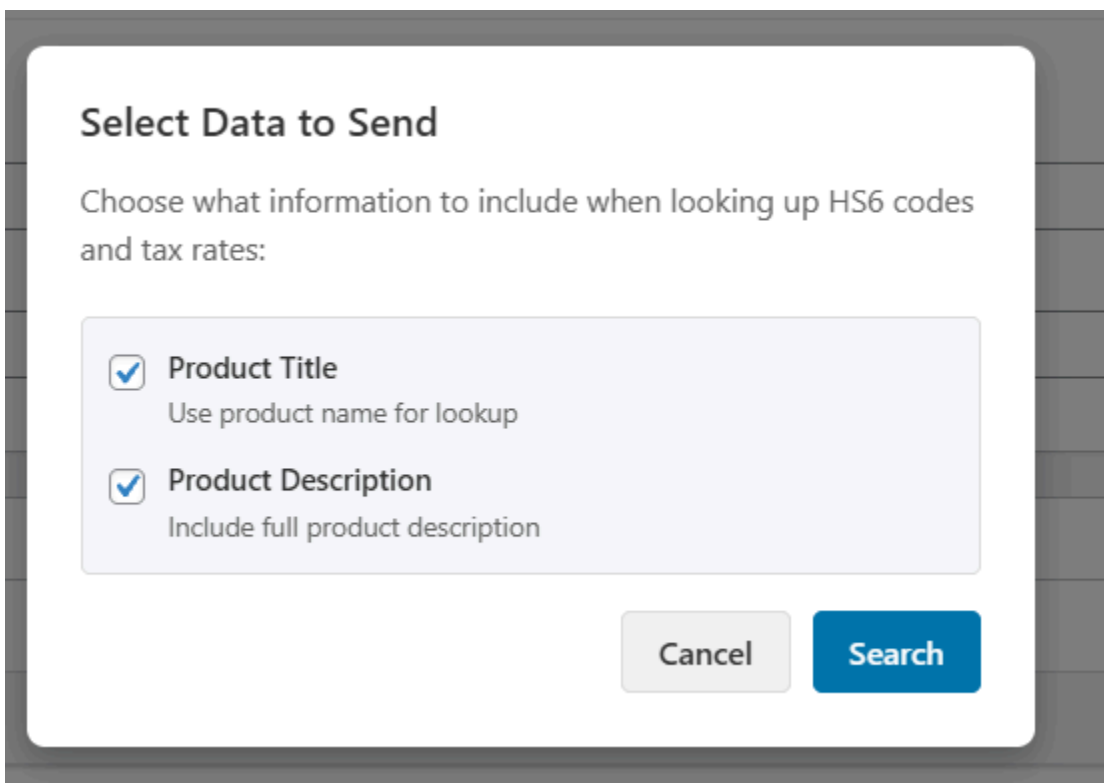 Select Data to Send
Choose what information to include when looking up HS6 codes
and tax rates:
Product Title
Use product name for lookup
Product Description
Include full product description
Cancel
Search